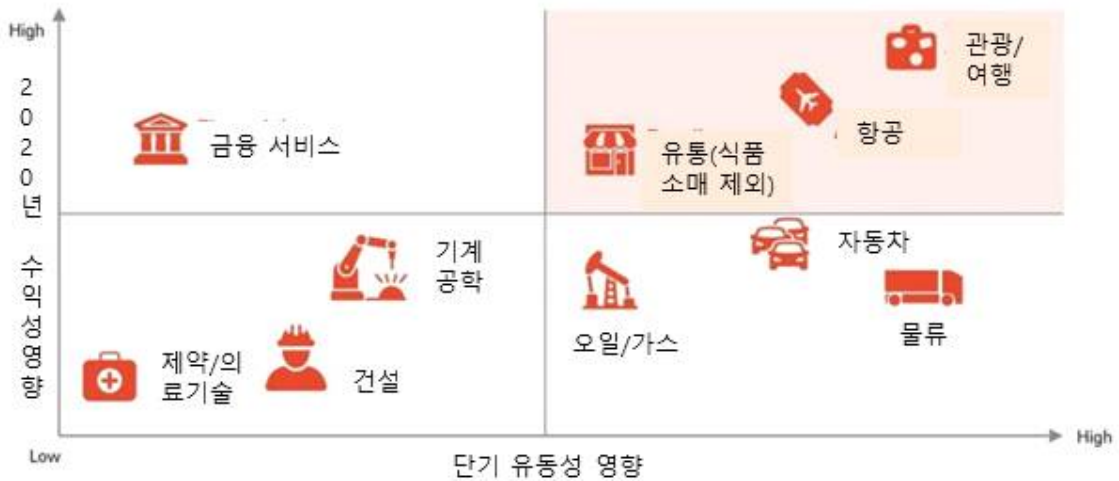 High
2020년 수익성영향
관광/
여행
항공
금융 서비스
유통(식품
소매 제외)
기계
공학
자동차
오일/가스
물류
제약/의
료기술
건설
Low
단기 유동성 영향
High